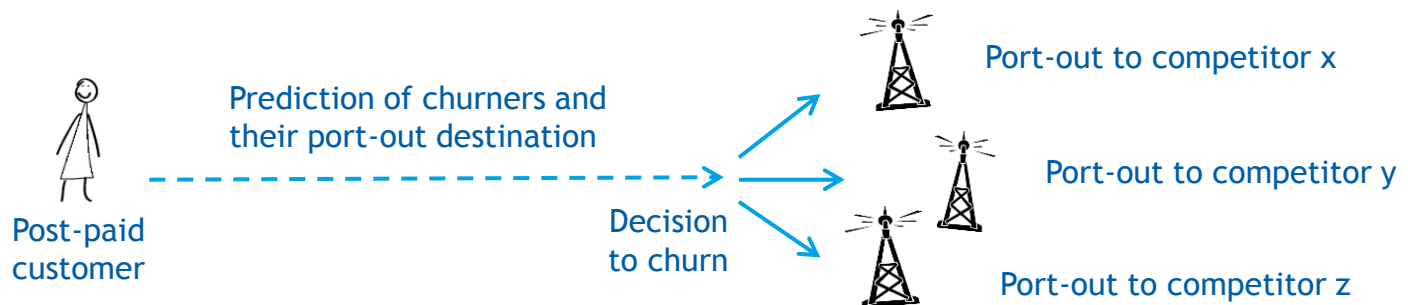 Post-paid
customer
Prediction of churners and
their port-out destination
Decision
to churn
Port-out to competitor x
Port-out to competitor y
Port-out to competitor z